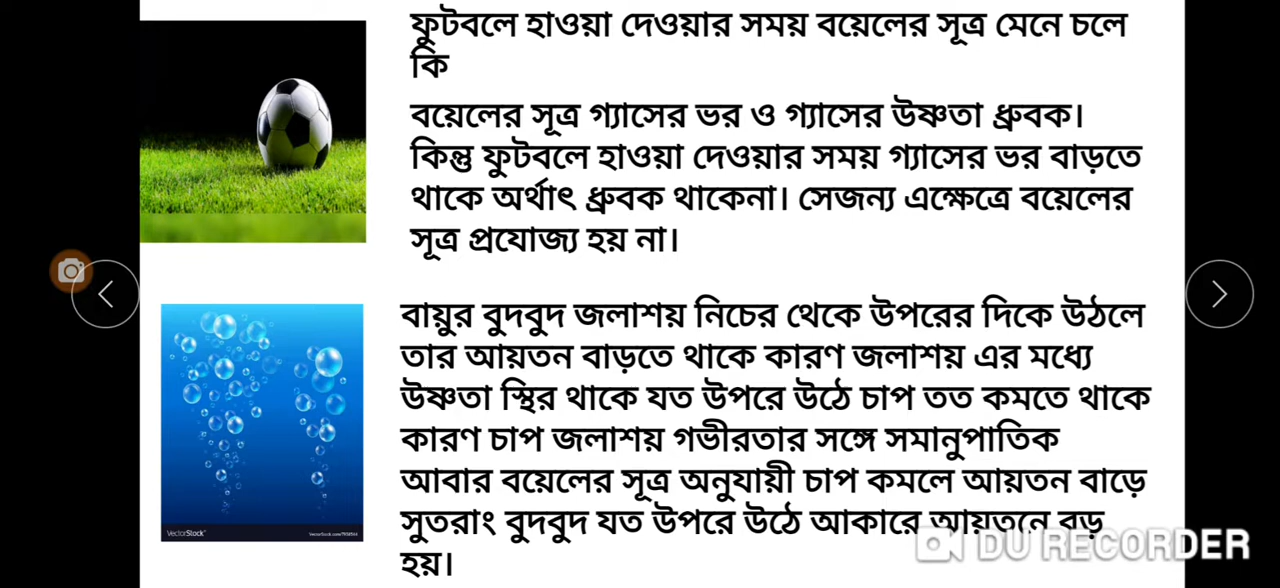 ফুটবলে হাওয়া দেওয়ার সময় বয়েলের সূত্র মেনে চলে
কি
বয়েলের সূত্র গ্যাসের ভর ও গ্যাসের উষ্ণতা ধ্রুবক।
কিন্তু ফুটবলে হাওয়া দেওয়ার সময় গ্যাসের ভর বাড়তে
থাকে অর্থাৎ ধ্রুবক থাকেনা। সেজন্য এক্ষেত্রে বয়েলের
সূত্র প্রযোজ্য হয় না।
বায়ুর বুদবুদ জলাশয় নিচের থেকে উপরের দিকে উঠলে
তার আয়তন বাড়তে থাকে কারণ জলাশয় এর মধ্যে
উষ্ণতা স্থির থাকে যত উপরে উঠে চাপ তত কমতে থাকে
কারণ চাপ জলাশয় গভীরতার সঙ্গে সমানুপাতিক
আবার বয়েলের সূত্র অনুযায়ী চাপ কমলে আয়তন বাড়ে
সুতরাং বুদবুদ যত উপরে উঠে আকারে আয়তনে বড়
হয়।
VectorStock
DU RECORDER